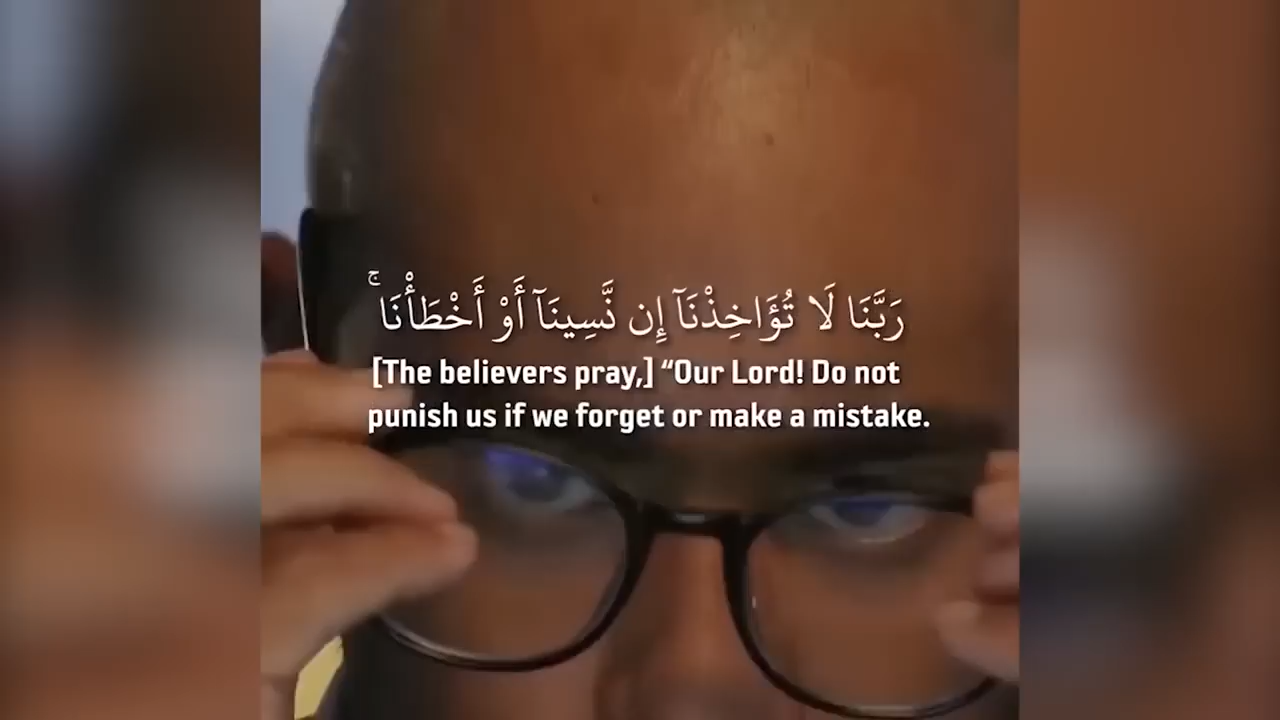 رَبَّنَا لَا تُؤَاخِذْنَآ إِن نَّسِينَآ أَوْ أَخْطَأْنَا ۚ
[The believers pray,] “Our Lord! Do not
punish us if we forget or make a mistake.